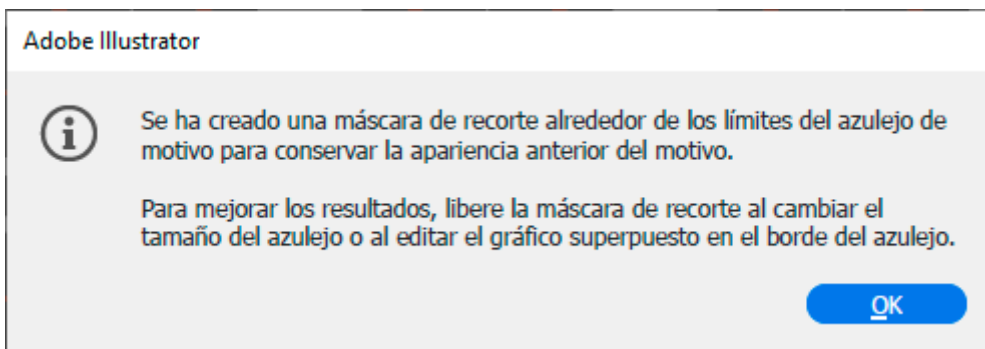 Adobe Illustrator
Se ha creado una máscara de recorte alrededor de los límites del azulejo de
motivo para conservar la apariencia anterior del motivo.
Para mejorar los resultados, libere la máscara de recorte al cambiar el
tamaño del azulejo o al editar el gráfico superpuesto en el borde del azulejo.
OK